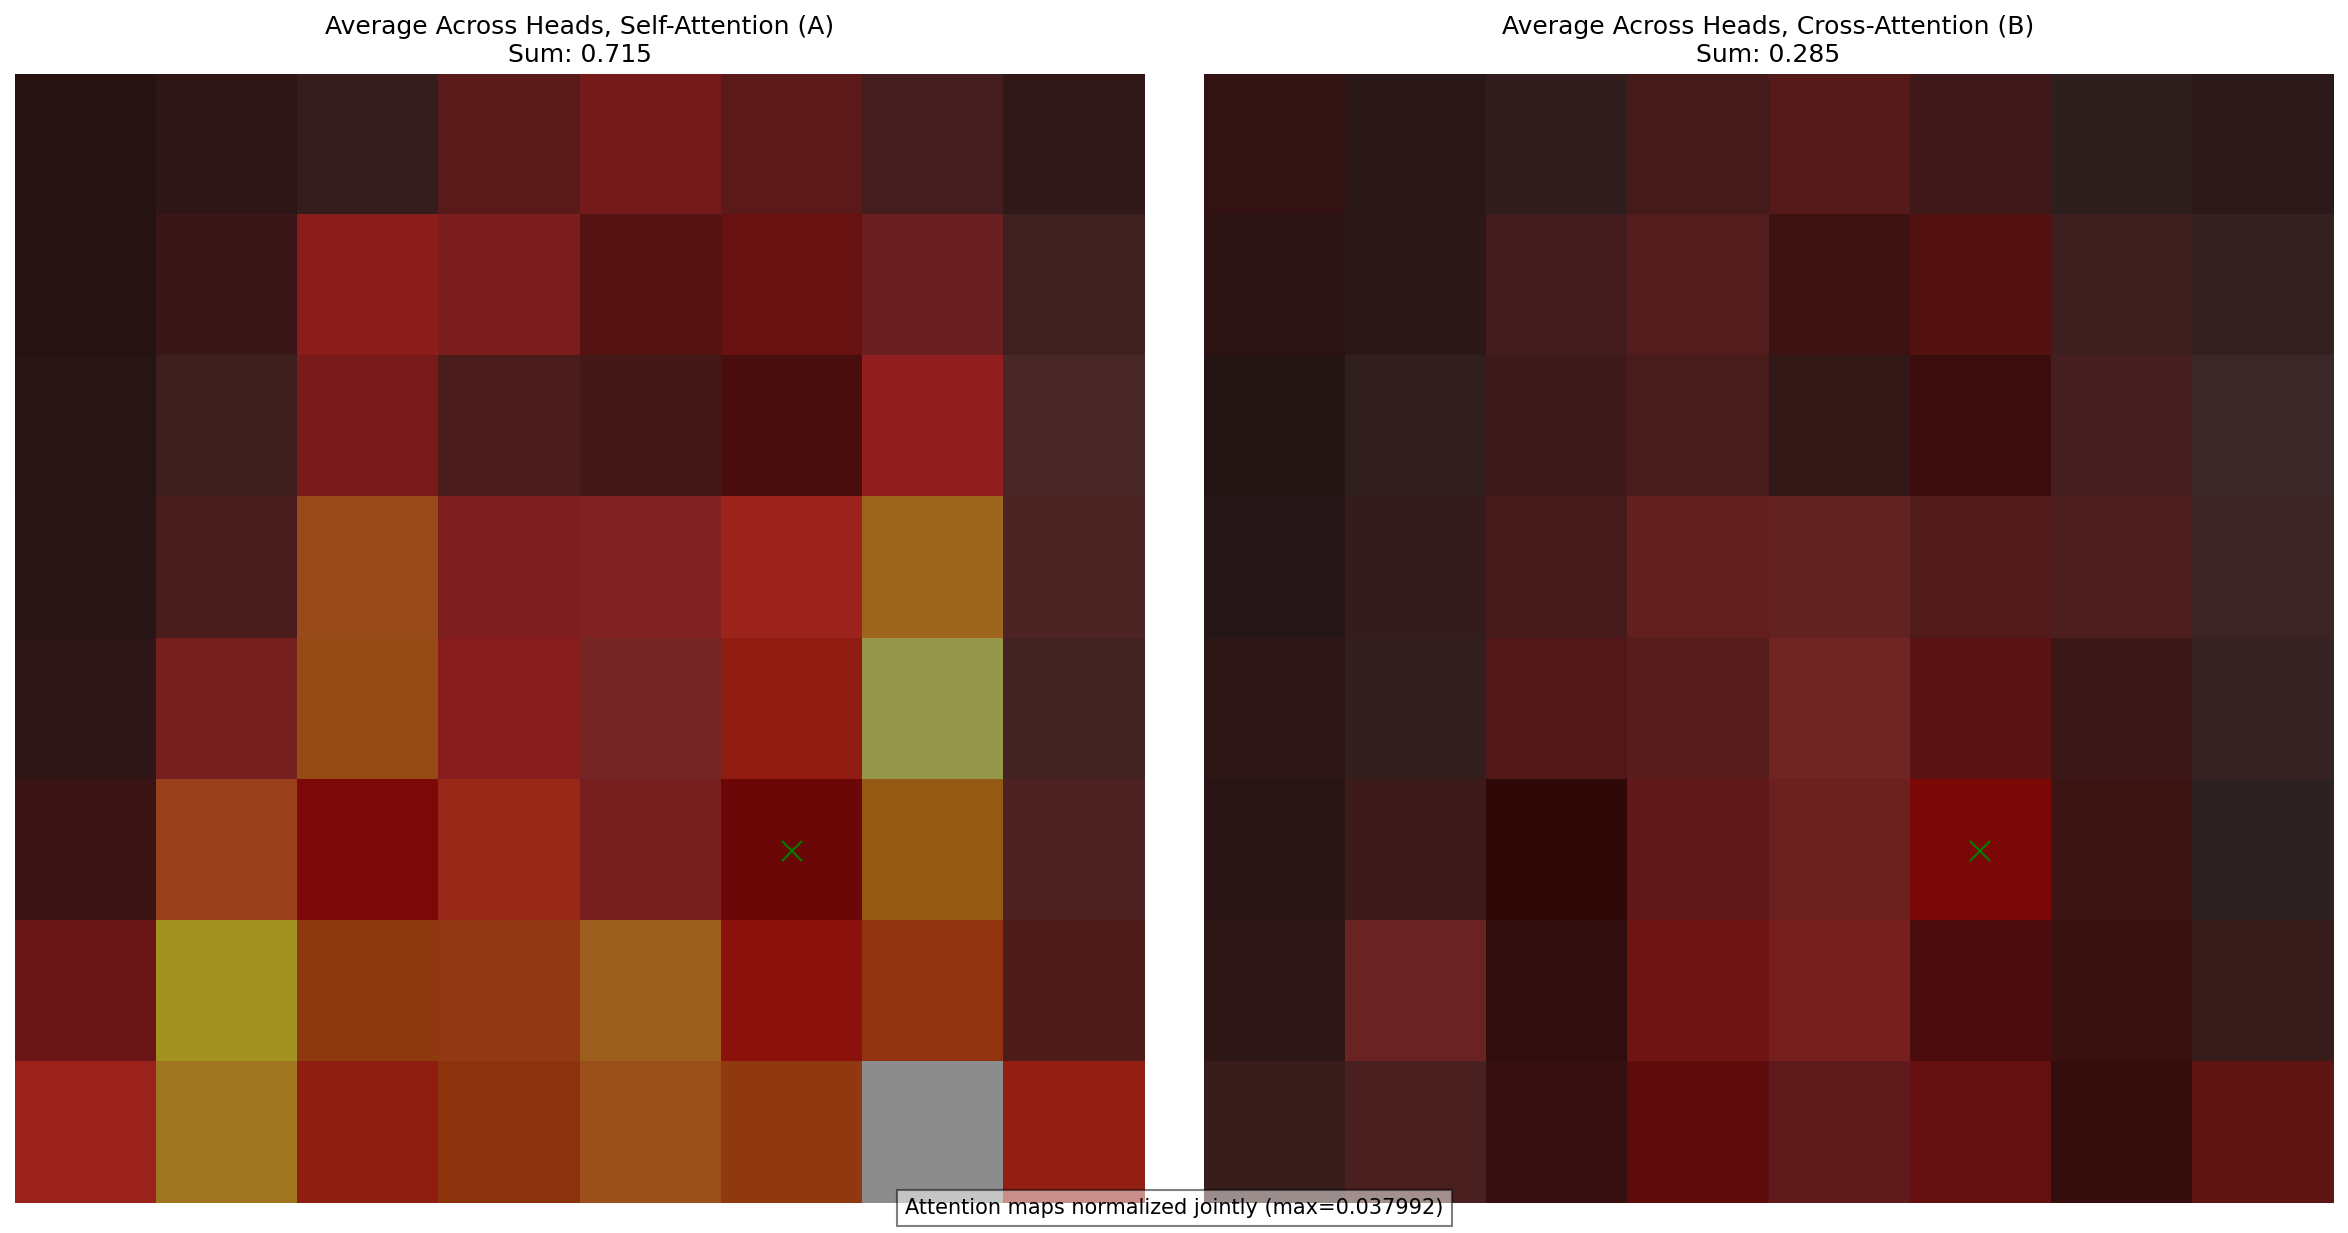 Average Across Heads, Self-Attention (A)
Sum: 0.715
Average Across Heads, Cross-Attention (B)
Sum: 0.285
Attention maps normalized jointly (max=0.037992)